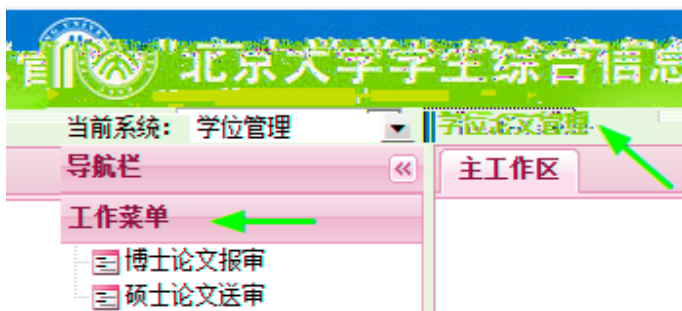 北京大学学生综合信息
当前系统： 学位管理 学位论文管理
导航栏 主工作区
工作菜单
博士论文报审
硕士论文送审